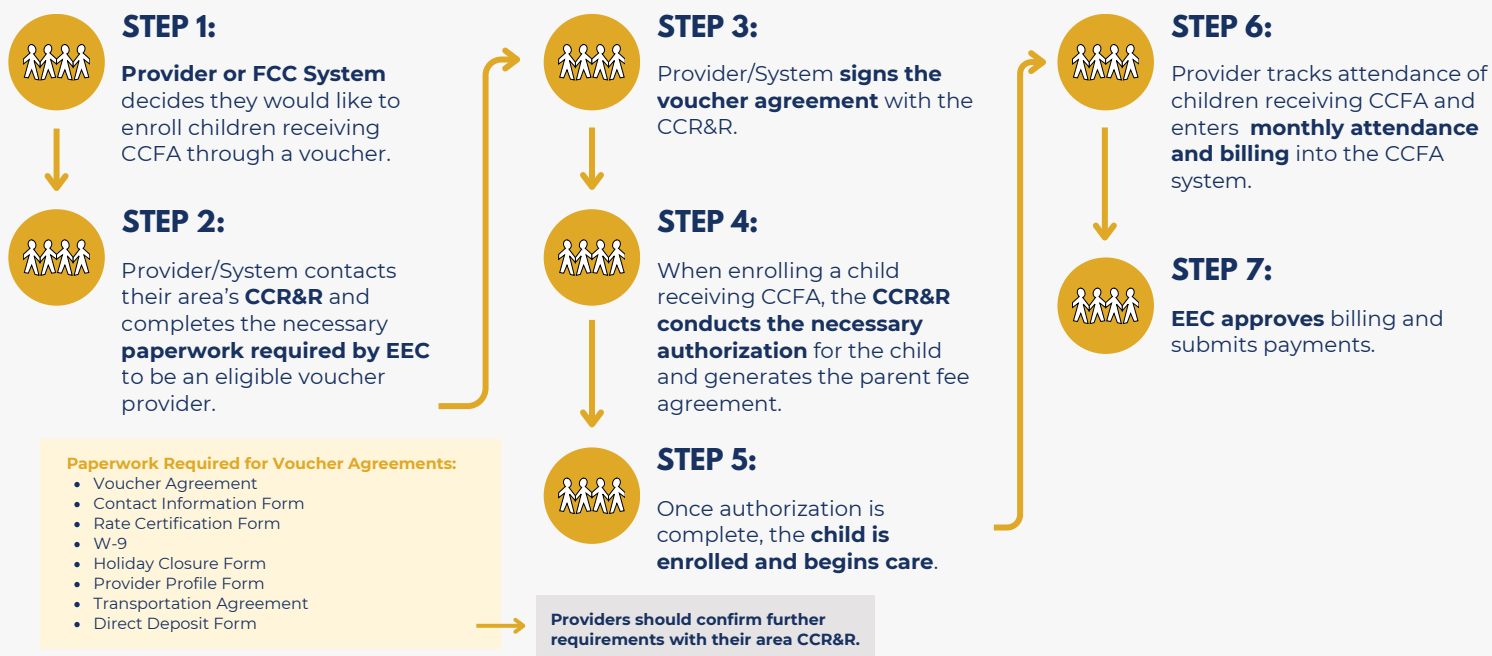 STEP 1:
Provider or FCC System
decides they would like to
enroll children receiving
CCFA through a voucher.
STEP 2:
Provider/System contacts
their area's CCR&R and
completes the necessary
paperwork required by EEC
to be an eligible voucher
provider.
Paperwork Required for Voucher Agreements:
• Voucher Agreement
• Contact Information Form
• Rate Certification Form
• W-9
• Holiday Closure Form
• Provider Profile Form
• Transportation Agreement
• Direct Deposit Form
Providers should confirm further
requirements with their area CCR&R.
STEP 3:
Provider/System signs the
voucher agreement with the
CCR&R.
STEP 4:
When enrolling a child
receiving CCFA, the CCR&R
conducts the necessary
authorization for the child
and generates the parent fee
agreement.
STEP 5:
Once authorization is
complete, the child is
enrolled and begins care.
STEP 6:
Provider tracks attendance of
children receiving CCFA and
enters monthly attendance
and billing into the CCFA
system.
STEP 7:
EEC approves billing and
submits payments.